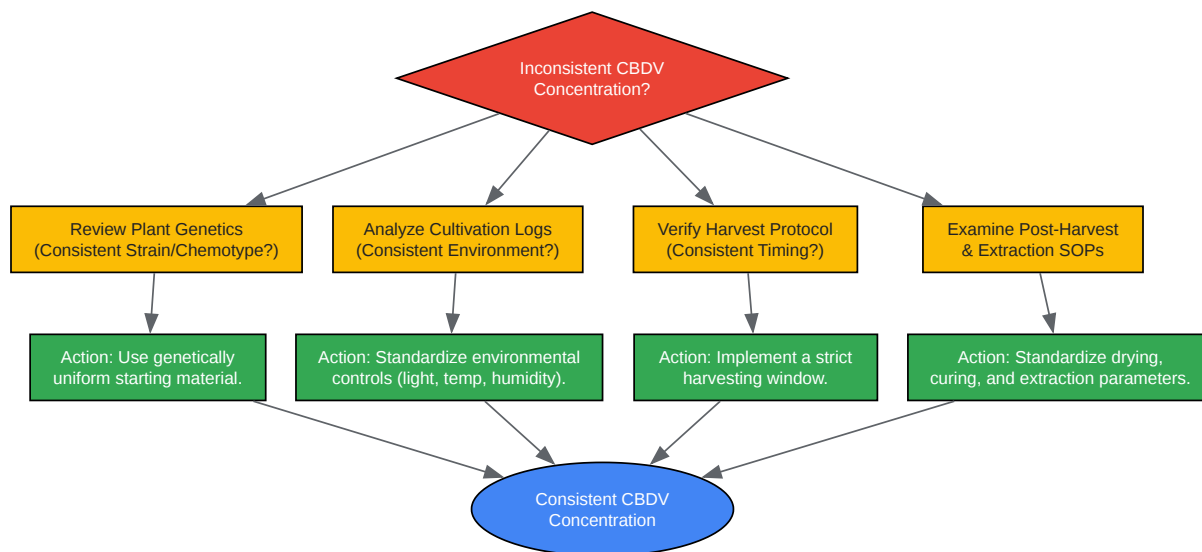 Inconsistent CBDV
Concentration?
Review Plant Genetics
(Consistent Strain/Chemotype?)
Analyze Cultivation Logs
(Consistent Environment?)
Verify Harvest Protocol
(Consistent Timing?)
Examine Post-Harvest
& Extraction SOPs
Action: Use genetically
uniform starting material.
Action: Standardize environmental
controls (light, temp, humidity).
Action: Implement a strict
harvesting window.
Action: Standardize drying,
curing, and extraction parameters.
Consistent CBDV
Concentration